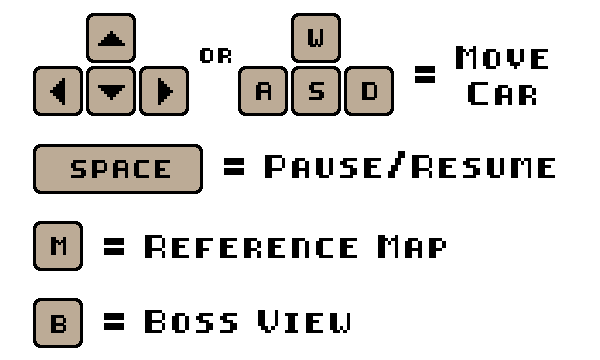 OR W A S D = MOVE CAR
SPACE = PAUSE/RESUME
M = REFERENCE MAP
B = BOSS VIEW